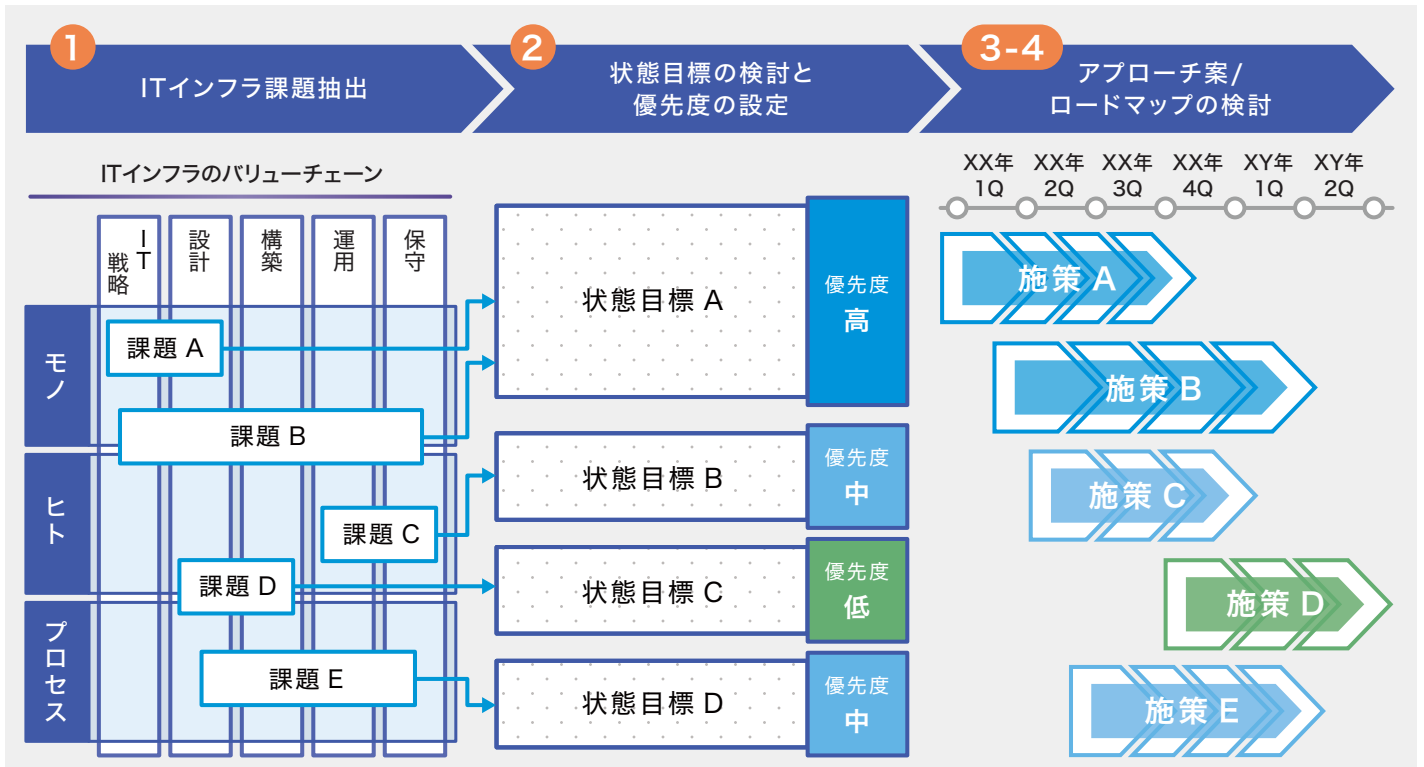 1
ITインフラ課題抽出
2
状態目標の検討と
優先度の設定
3-4
アプローチ案/
ロードマップの検討
ITインフラのバリューチェーン
IT
戦略
設計
構築
運用
保守
XX年
1Q
XX年
2Q
XX年
3Q
XX年
4Q
XY年
1Q
XY年
2Q
モノ
ヒト
プロセス
課題 A
課題 B
課題 C
課題 D
課題 E
状態目標 A
優先度
高
状態目標 B
優先度
中
状態目標 C
優先度
低
状態目標 D
優先度
中
施策 A
施策 B
施策 C
施策 D
施策 E